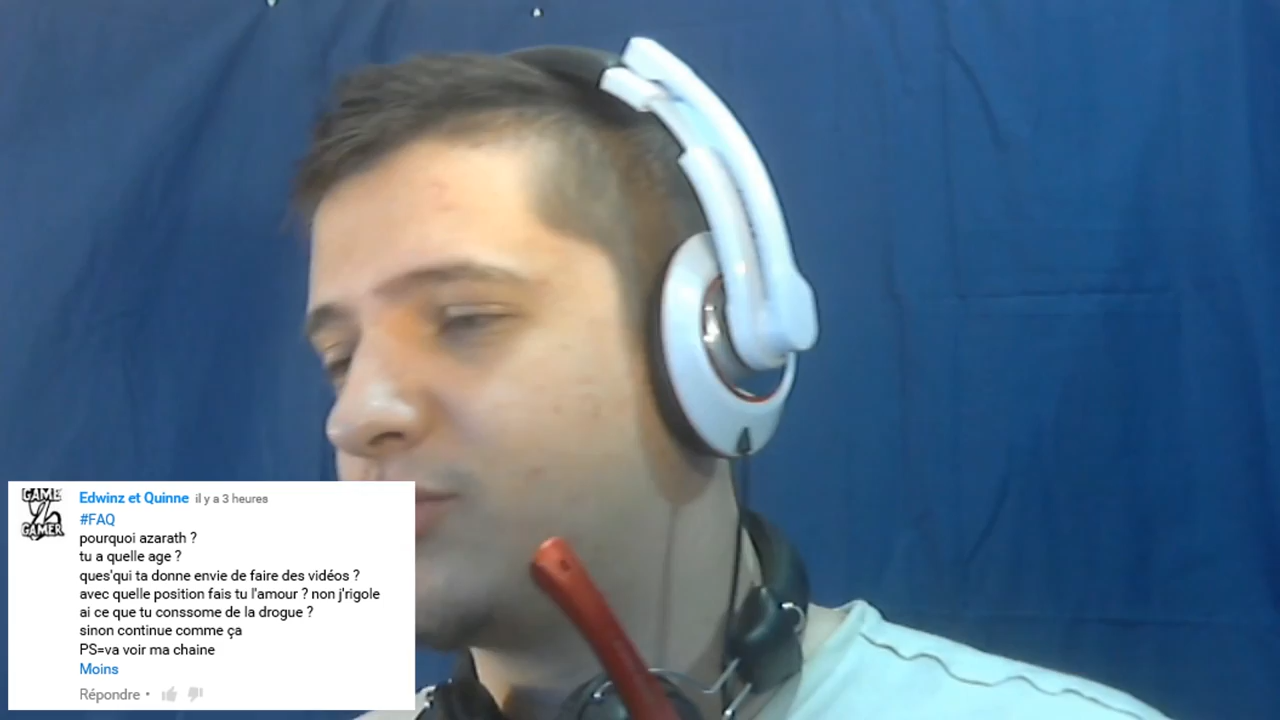 GAME
VS
GAMER
Edwinz et Quinne il y a 3 heures
#FAQ
pourquoi azarath ?
tu a quelle age ?
ques'qui ta donne envie de faire des vidéos ?
avec quelle position fais tu l'amour ? non j'rigole
ai ce que tu conssome de la drogue ?
sinon continue comme ça
PS=va voir ma chaine
Moins
Répondre •